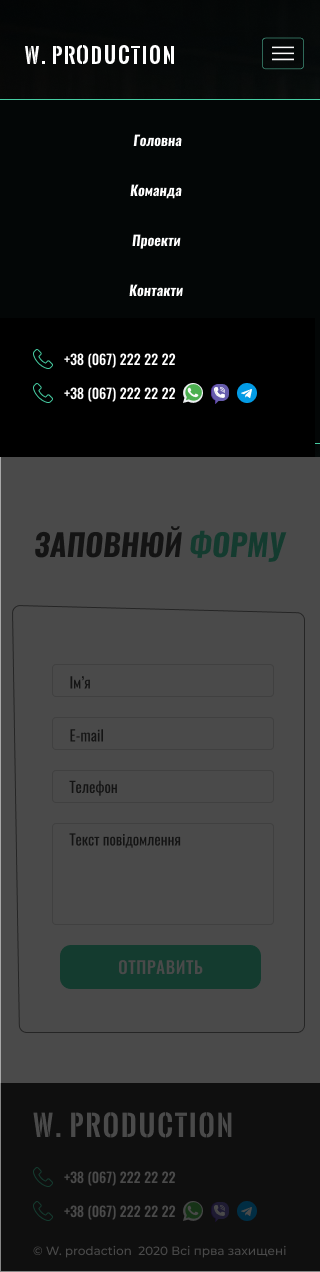 W. PRODUCTION
Головна
Команда
Проекти
Контакти
+38 (067) 222 22 22
+38 (067) 222 22 22
ЗАПОВНЮЙ ФОРМУ
Ім'я
E-mail
Телефон
Текст повідомлення
ОТПРАВИТЬ
W. PRODUCTION
+38 (067) 222 22 22
+38 (067) 222 22 22
© W. prodaction 2020 Всі прва захищені